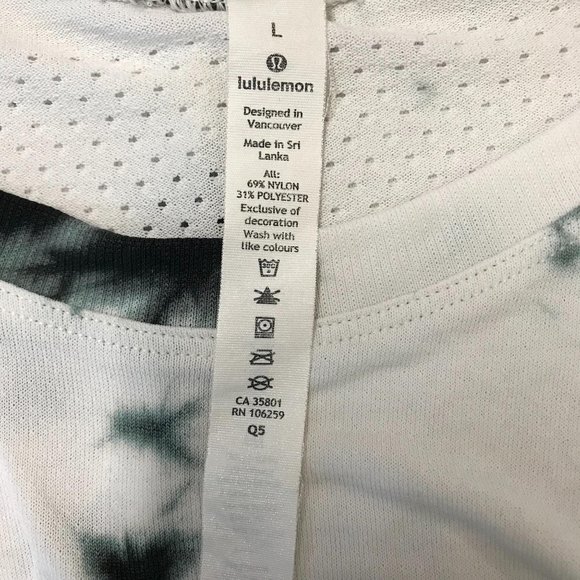 L
lululemon
Designed in
Vancouver
Made in Sri
Lanka
All:
69% NYLON
31% POLYESTER
Exclusive of
decoration
Wash with
like colours
30C
CA 35801
RN 106259
Q5